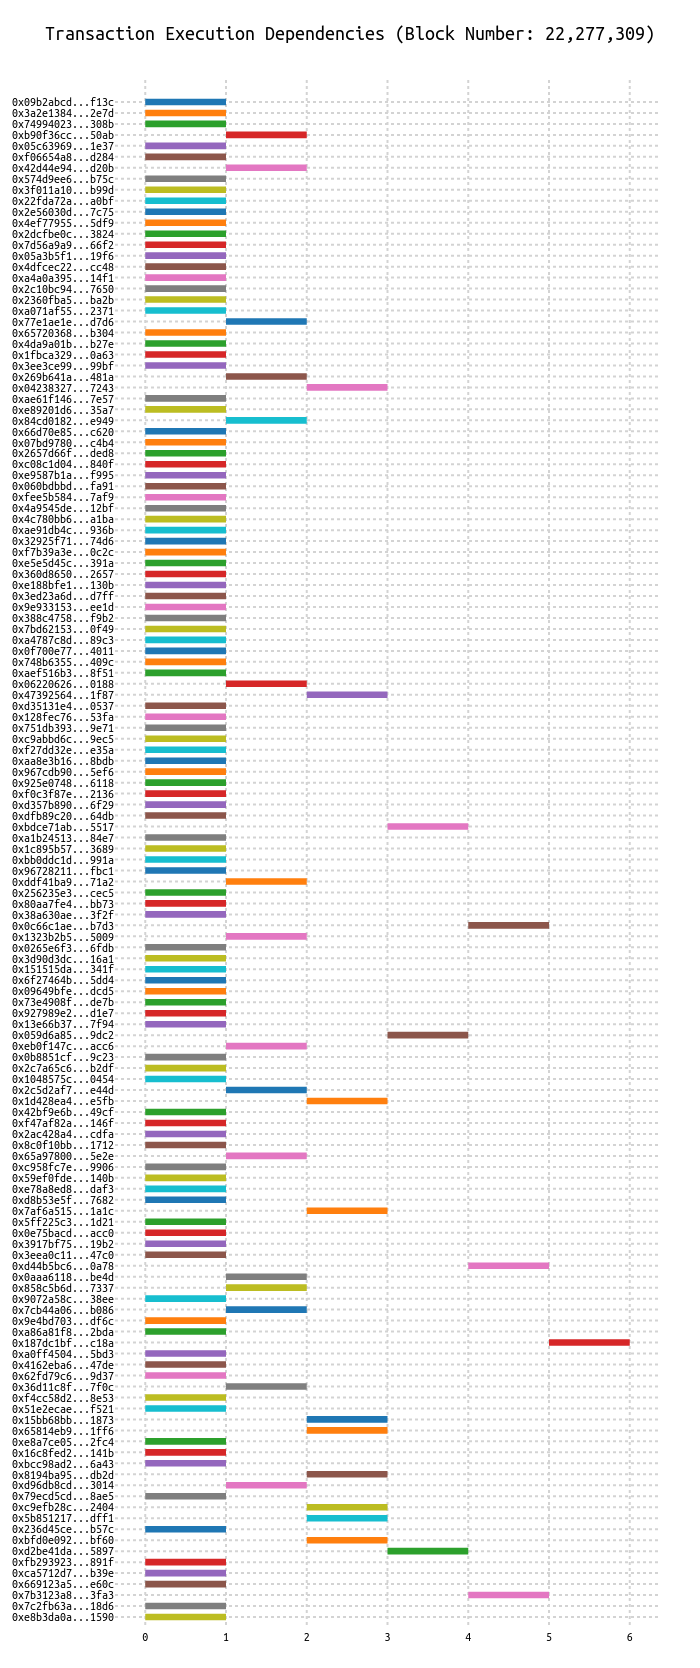 Transaction Execution Dependencies (Block Number: 22,277,309)
0x09b2abcd...f13c
0x3a2e1384...2e7d
0x74994023...308b
0xb90f36cc...50ab
0x05c63969...1e37
0xf06654a8...d284
0x42d44e94...d20b
0x574d9ee6...b75c
0x3f011a10...b99d
0x22fda72a...a0bf
0x2e56030d...7c75
0x4ef77955...5df9
0x2dcfbe0c...3824
0x7d56a9a9...66f2
0x05a3b5f1...19f6
0x4dfcec22...cc48
0xa4a0a395...14f1
0x2c10bc94...7650
0x2360fba5...ba2b
0xa071af55...2371
0x77e1ae1e...d7d6
0x65720368...b304
0x4da9a01b...b27e
0x1fbca329...0a63
0x3ee3ce99...99bf
0x269b641a...481a
0x04238327...7243
0xae61f146...7e57
0xe89201d6...35a7
0x84cd0182...e949
0x66d70e85...c620
0x07bd9780...c4b4
0x2657d66f...ded8
0xc08c1d04...840f
0xe9587b1a...f995
0x060bdbbd...fa91
0xfee5b584...7af9
0x4a9545de...12bf
0x4c780bb6...a1ba
0xae91db4c...936b
0x32925f71...74d6
0xf7b39a3e...0c2c
0xe5e5d45c...391a
0x360d8650...2657
0xe188bfe1...130b
0x3ed23a6d...d7ff
0x9e933153...ee1d
0x388c4758...f9b2
0x7bd62153...0f49
0xa4787c8d...89c3
0x0f700e77...4011
0x748b6355...409c
0xaef516b3...8f51
0x06220626...0188
0x47392564...1f87
0xd35131e4...0537
0x128fec76...53fa
0x751db393...9e71
0xc9abbd6c...9ec5
0xf27dd32e...e35a
0xaa8e3b16...8bdb
0x967cdb90...5ef6
0x925e0748...6118
0xf0c3f87e...2136
0xd357b890...6f29
0xdfb89c20...64db
0xbdce71ab...5517
0xa1b24513...84e7
0x1c895b57...3689
0xbb0ddc1d...991a
0x96728211...fbc1
0xddf41ba9...71a2
0x256235e3...cec5
0x80aa7fe4...bb73
0x38a630ae...3f2f
0x0c66c1ae...b7d3
0x1323b2b5...5009
0x0265e6f3...6fdb
0x3d90d3dc...16a1
0x151515da...341f
0x6f27464b...5dd4
0x09649bfe...dcd5
0x73e4908f...de7b
0x927989e2...d1e7
0x13e66b37...7f94
0x059d6a85...9dc2
0xeb0f147c...acc6
0x0b8851cf...9c23
0x2c7a65c6...b2df
0x1048575c...0454
0x2c5d2af7...e44d
0x1d428ea4...e5fb
0x42bf9e6b...49cf
0xf47af82a...146f
0x2ac428a4...cdfa
0x8c0f10bb...1712
0x65a97800...5e2e
0xc958fc7e...9906
0x59ef0fde...140b
0xe78a8ed8...daf3
0xd8b53e5f...7682
0x7af6a515...1a1c
0x5ff225c3...1d21
0x0e75bacd...acc0
0x3917bf75...19b2
0x3eea0c11...47c0
0xd44b5bc6...0a78
0x0aaa6118...be4d
0x858c5b6d...7337
0x9072a58c...38ee
0x7cb44a06...b086
0x9e4bd703...df6c
0xa86a81f8...2bda
0x187dc1bf...c18a
0xa0ff4504...5bd3
0x4162eba6...47de
0x62fd79c6...9d37
0x36d11c8f...7f0c
0xf4cc58d2...8e53
0x51e2ecae...f521
0x15bb68bb...1873
0x65814eb9...1ff6
0xe8a7ce05...2fc4
0x16c8fed2...141b
0xbcc98ad2...6a43
0x8194ba95...db2d
0xd96db8cd...3014
0x79ecd5cd...8ae5
0xc9efb28c...2404
0x5b851217...dff1
0x236d45ce...b57c
0xbfd0e092...bf60
0xd2be41da...5897
0xfb293923...891f
0xca5712d7...b39e
0x669123a5...e60c
0x7b3123a8...3fa3
0x7c2fb63a...18d6
0xe8b3da0a...1590
0 1 2 3 4 5 6